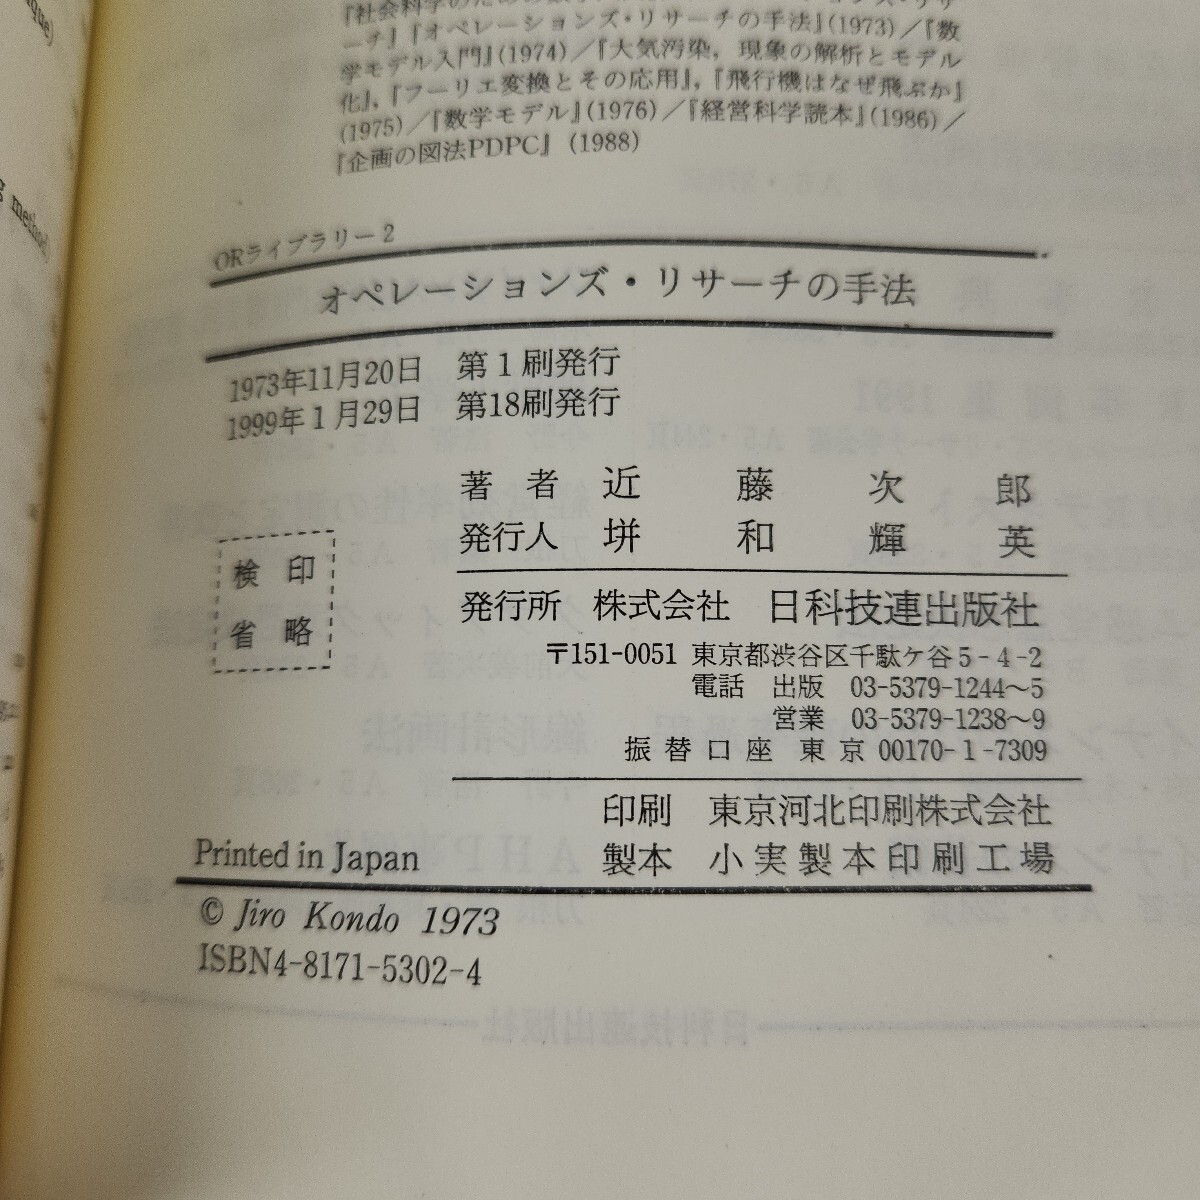 『社会科学のための数学
ーチ』『オペレーションズ・リサーチの手法』(1973)／『数
学モデル入門』(1974)／『大気汚染，現象の解析とモデル
化』，『フーリエ変換とその応用』，『飛行機はなぜ飛ぶか』
(1975)／『数学モデル』(1976)／『経営科学読本』(1986)／
『企画の図法PDPC』(1988)
method)
ORライブラリー2
オペレーションズ・リサーチの手法
1973年11月20日 第1刷発行
1999年1月29日 第18刷発行
著者 近藤次郎
発行人 垪和輝英
検印
省略
発行所 株式会社 日科技連出版社
〒151-0051 東京都渋谷区千駄ケ谷5-4-2
電話 出版 03-5379-1244～5
営業 03-5379-1238～9
振替口座 東京 00170-1-7309
印刷 東京河北印刷株式会社
製本 小実製本印刷工場
Printed in Japan
© Jiro Kondo 1973
ISBN4-8171-5302-4